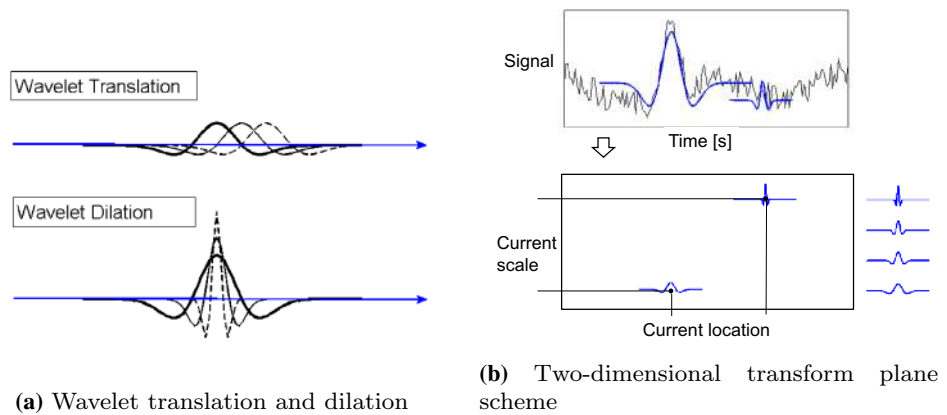 Wavelet Translation
Wavelet Dilation
(a) Wavelet translation and dilation
Signal
Time [s]
Current
scale
Current location
(b) Two-dimensional transform plane
scheme